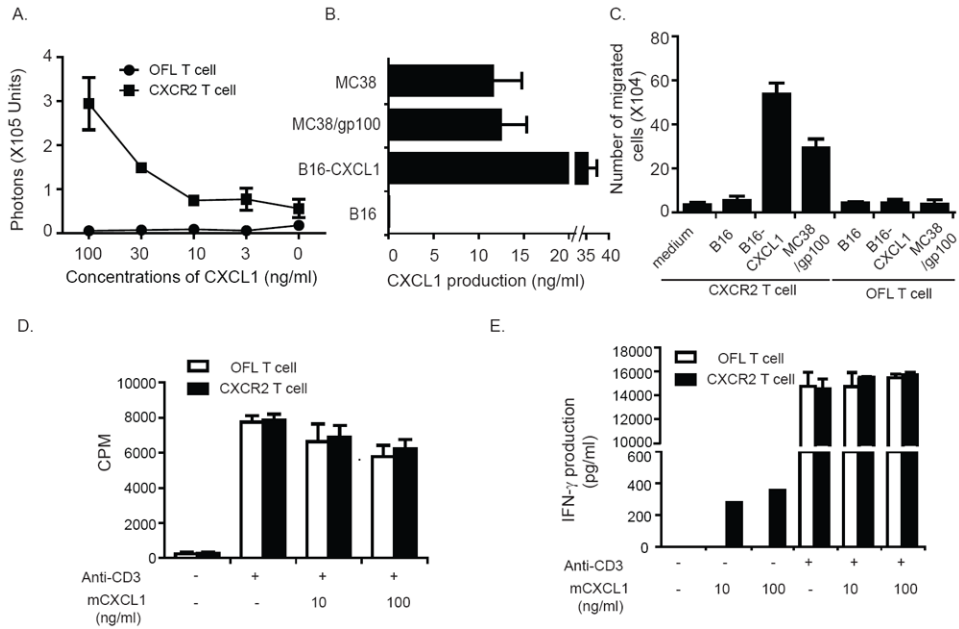 A.
Photons (X10⁵ Units)
4
3
2
1
0
OFL T cell
CXCR2 T cell
100 30 10 3 0
Concentrations of CXCL1 (ng/ml)
B.
MC38
MC38/gp100
B16-CXCL1
B16
0 5 10 15 20 35 40
CXCL1 production (ng/ml)
C.
Number of migrated
cells (X10⁴)
80
60
40
20
0
medium
B16
B16-
CXCL1
MC38
/gp100
B16
B16-
CXCL1
MC38
/gp100
CXCR2 T cell OFL T cell
D.
OFL T cell
CXCR2 T cell
CPM
10000
8000
6000
4000
2000
0
Anti-CD3 - + + +
mCXCL1 - - 10 100
(ng/ml)
E.
OFL T cell
CXCR2 T cell
IFN-γ production
(pg/ml)
16000
14000
12000
10000
600
400
200
0
Anti-CD3 - - - + + +
mCXCL1 - 10 100 - 10 100
(ng/ml)